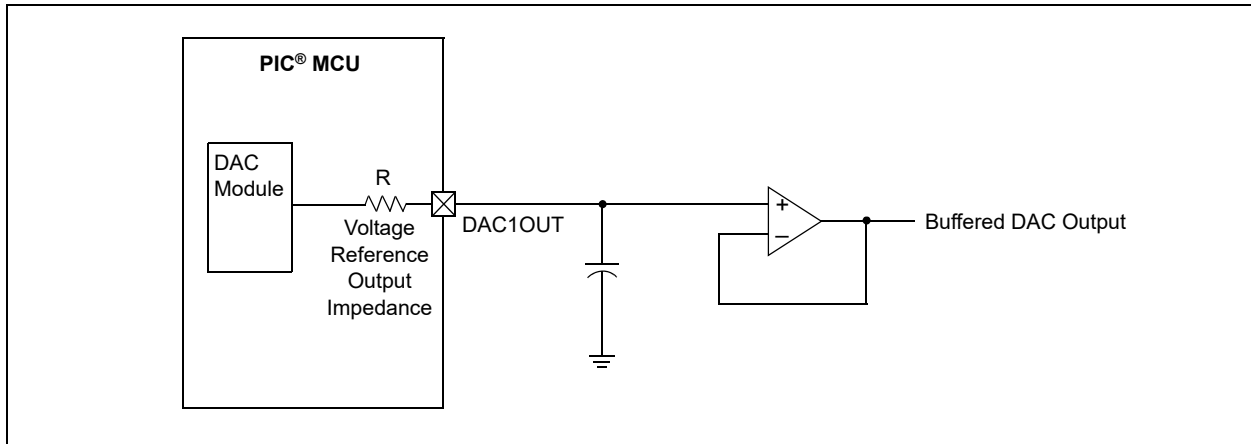 PIC® MCU
DAC
Module
R
Voltage
Reference
Output
Impedance
DAC1OUT
+
–
Buffered DAC Output